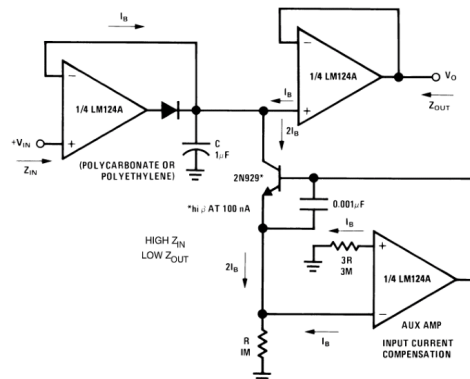 I_B
−
1/4 LM124A
+V_IN
+
Z_IN
(POLYCARBONATE OR
POLYETHYLENE)
C
1µF
−
1/4 LM124A
+
I_B
2I_B
V_O
Z_OUT
2N929*
*hi β AT 100 nA
0.001µF
HIGH Z_IN
LOW Z_OUT
I_B
3R
3M
+
1/4 LM124A
−
2I_B
I_B
AUX AMP
INPUT CURRENT
COMPENSATION
R
1M